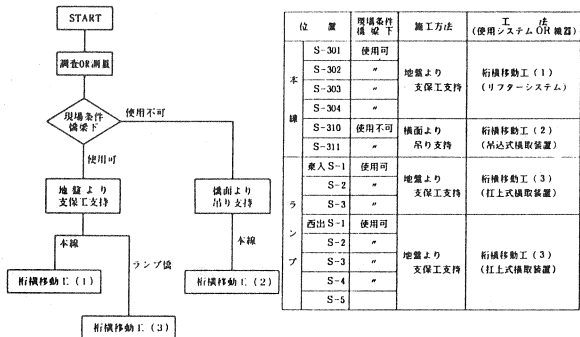 START
調査OR測量
現場条件
橋梁下
使用不可
使用可
地盤より
支保工支持
橋面より
吊り支持
本線
ランプ橋
本線
桁横移動工(1)
桁横移動工(2)
桁横移動工(3)
位置 現場条件 橋梁下 施工方法 工法 (使用システムOR機器)
本線
S-301 使用可
S-302 〃
S-303 〃
S-304 〃
地盤より 支保工支持
桁横移動工(1) (リフターシステム)
S-310 使用不可
S-311 〃
橋面より 吊り支持
桁横移動工(2) (吊込式横取装置)
ランプ
東入S-1 使用可
S-2 〃
S-3 〃
地盤より 支保工支持
桁横移動工(3) (扛上式横取装置)
西出S-1 使用可
S-2 〃
S-3 〃
S-4 〃
S-5
地盤より 支保工支持
桁横移動工(3) (扛上式横取装置)